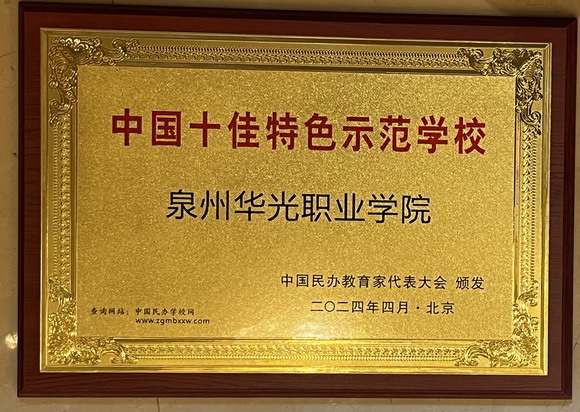 中国十佳特色示范学校
泉州华光职业学院
中国民办教育家代表大会 颁发
二〇二四年四月·北京
查询网站：中国民办学校网
www.zgmbxxw.com